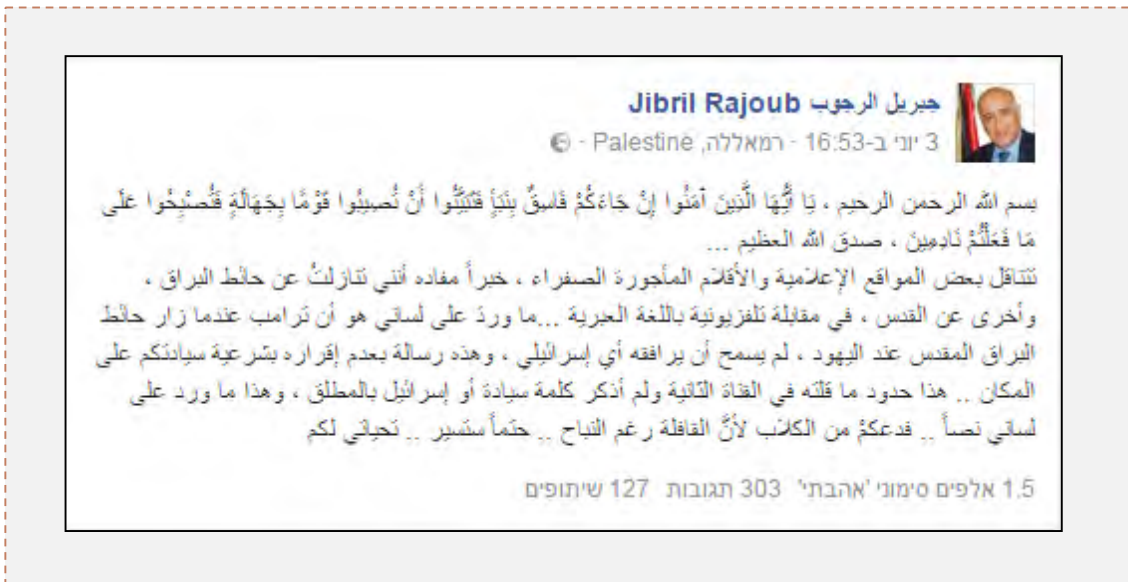 جبريل الرجوب Jibril Rajoub
3 יוני ב-16:53 · רמאללה, Palestine ·
بسم الله الرحمن الرحيم ، يَا أَيُّهَا الَّذِينَ آمَنُوا إِنْ جَاءَكُمْ فَاسِقٌ بِنَبَإٍ فَتَبَيَّنُوا أَنْ تُصِيبُوا قَوْمًا بِجَهَالَةٍ فَتُصْبِحُوا عَلَى
مَا فَعَلْتُمْ نَادِمِينَ ، صدق الله العظيم ...
تتناقل بعض المواقع الإعلامية والأقلام المأجورة الصفراء ، خبراً مفاده أنني تنازلتُ عن حائط البراق ،
وأخرى عن القدس ، في مقابلة تلفزيونية باللغة العبرية ...ما وردَ على لساني هو أن ترامب عندما زار حائط
البراق المقدس عند اليهود ، لم يسمح أن يرافقه أي إسرائيلي ، وهذه رسالة بعدم إقراره بشرعية سيادتكم على
المكان .. هذا حدود ما قلته في القناة الثانية ولم أذكر كلمة سيادة أو إسرائيل بالمطلق ، وهذا ما ورد على
لساني نصاً .. فدعكمْ من الكلاب لأنَّ القافلة رغم النباح .. حتماً ستسير .. تحياتي لكم
1.5 אלפים סימוני 'אהבתי' 303 תגובות 127 שיתופים